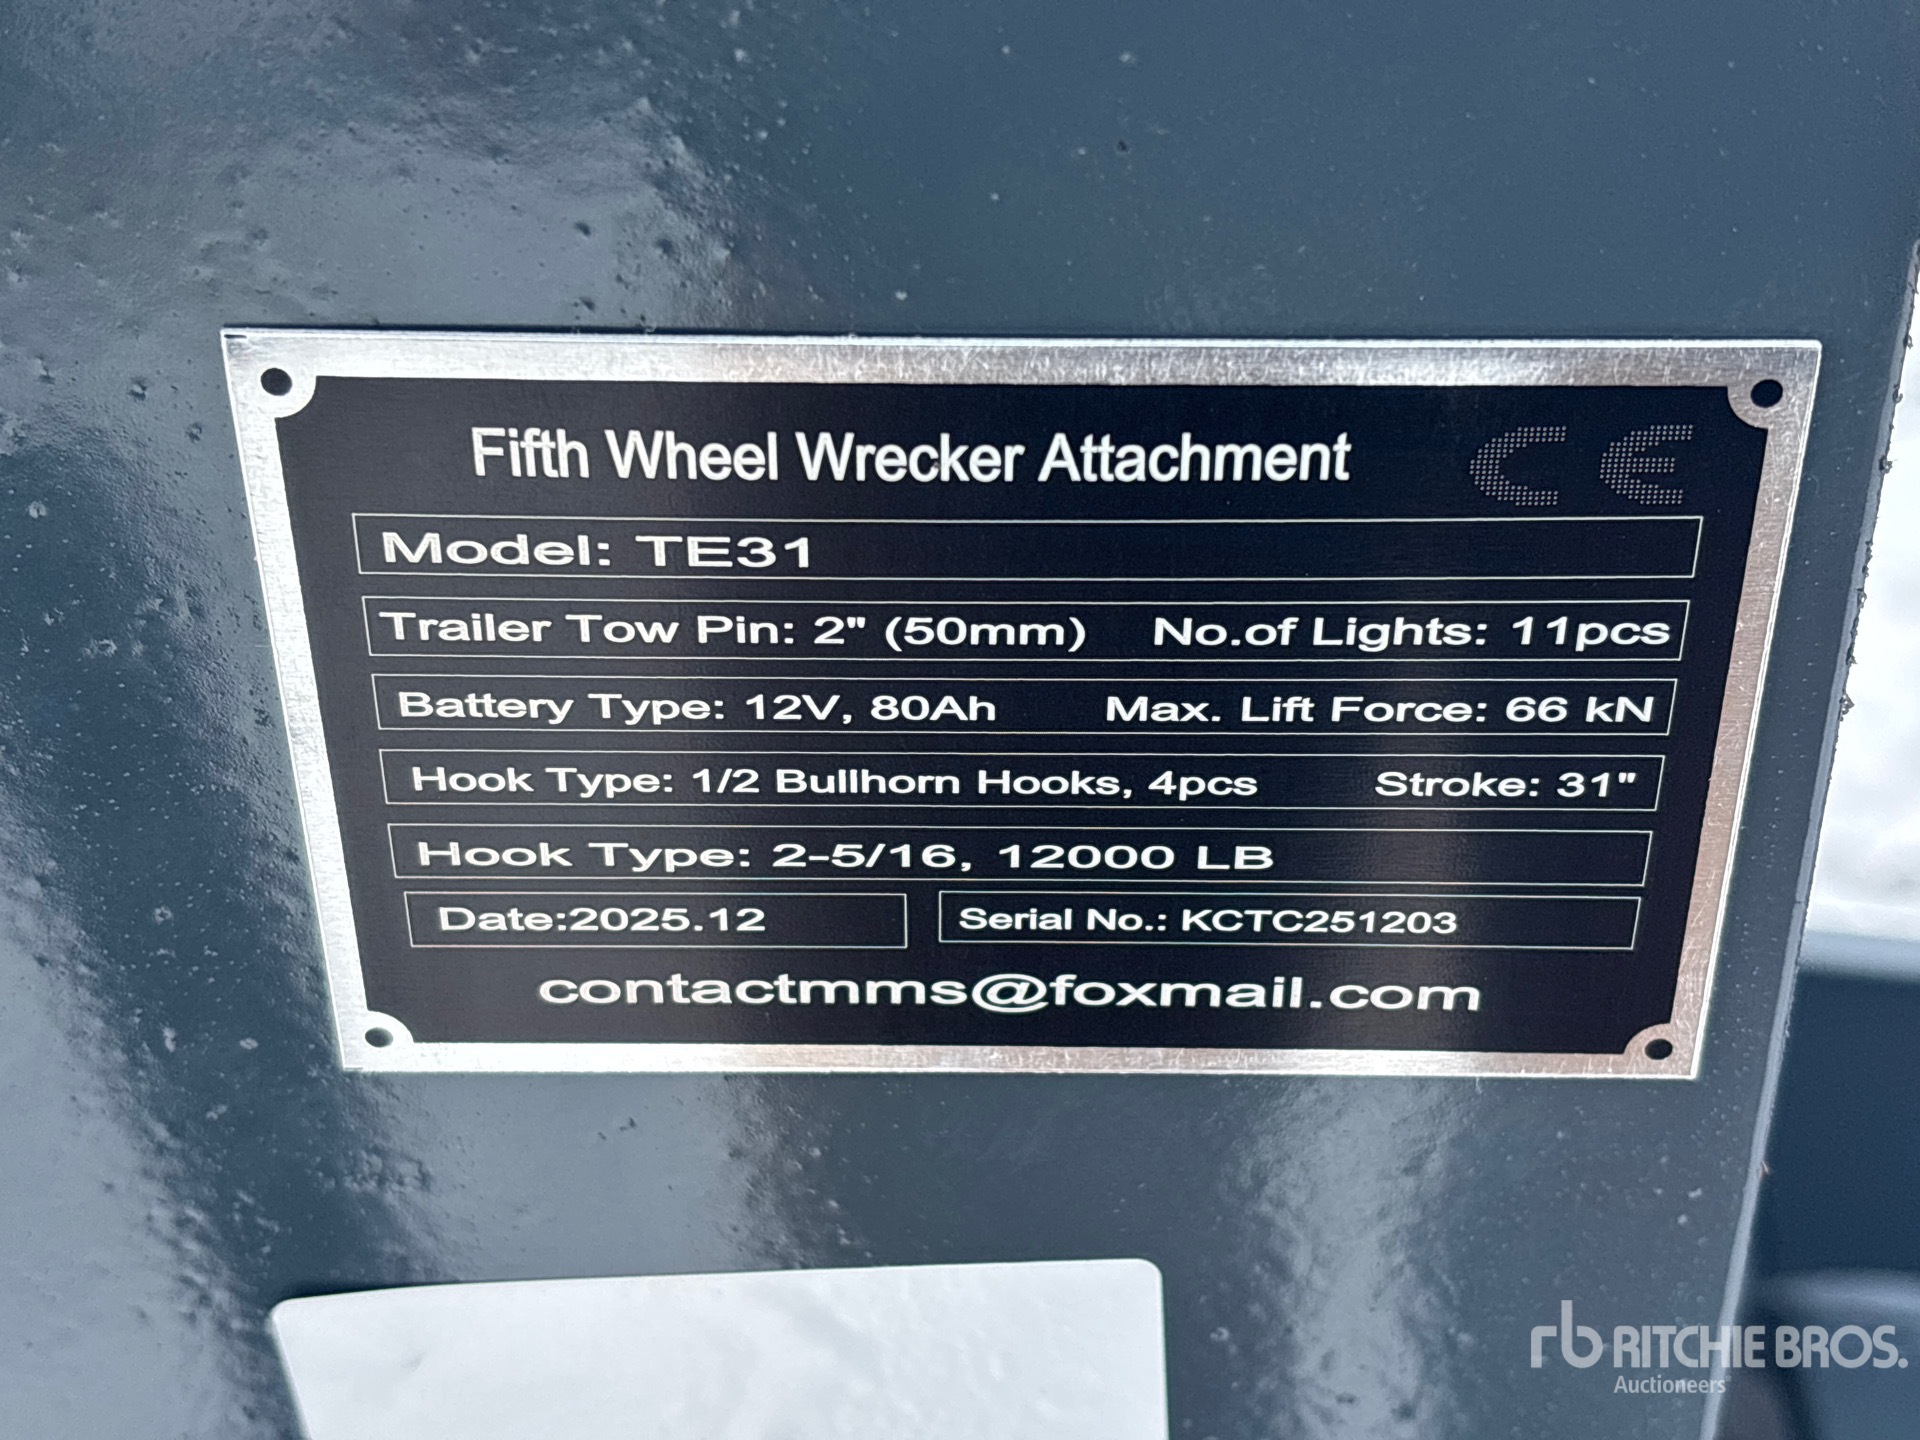 Fifth Wheel Wrecker Attachment CE
Model: TE31
Trailer Tow Pin: 2" (50mm) No.of Lights: 11pcs
Battery Type: 12V, 80Ah Max. Lift Force: 66 kN
Hook Type: 1/2 Bullhorn Hooks, 4pcs Stroke: 31"
Hook Type: 2-5/16, 12000 LB
Date:2025.12 Serial No.: KCTC251203
contactmms@foxmail.com
rb RITCHIE BROS.
Auctioneers